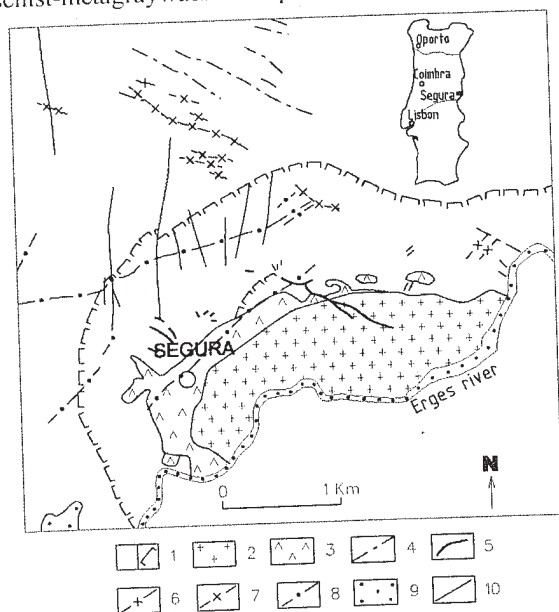 Oporto
Coimbra
Segura
Lisbon
SEGURA
Erges river
0 1 Km
N
1 2 3 4 5
6 7 8 9 10